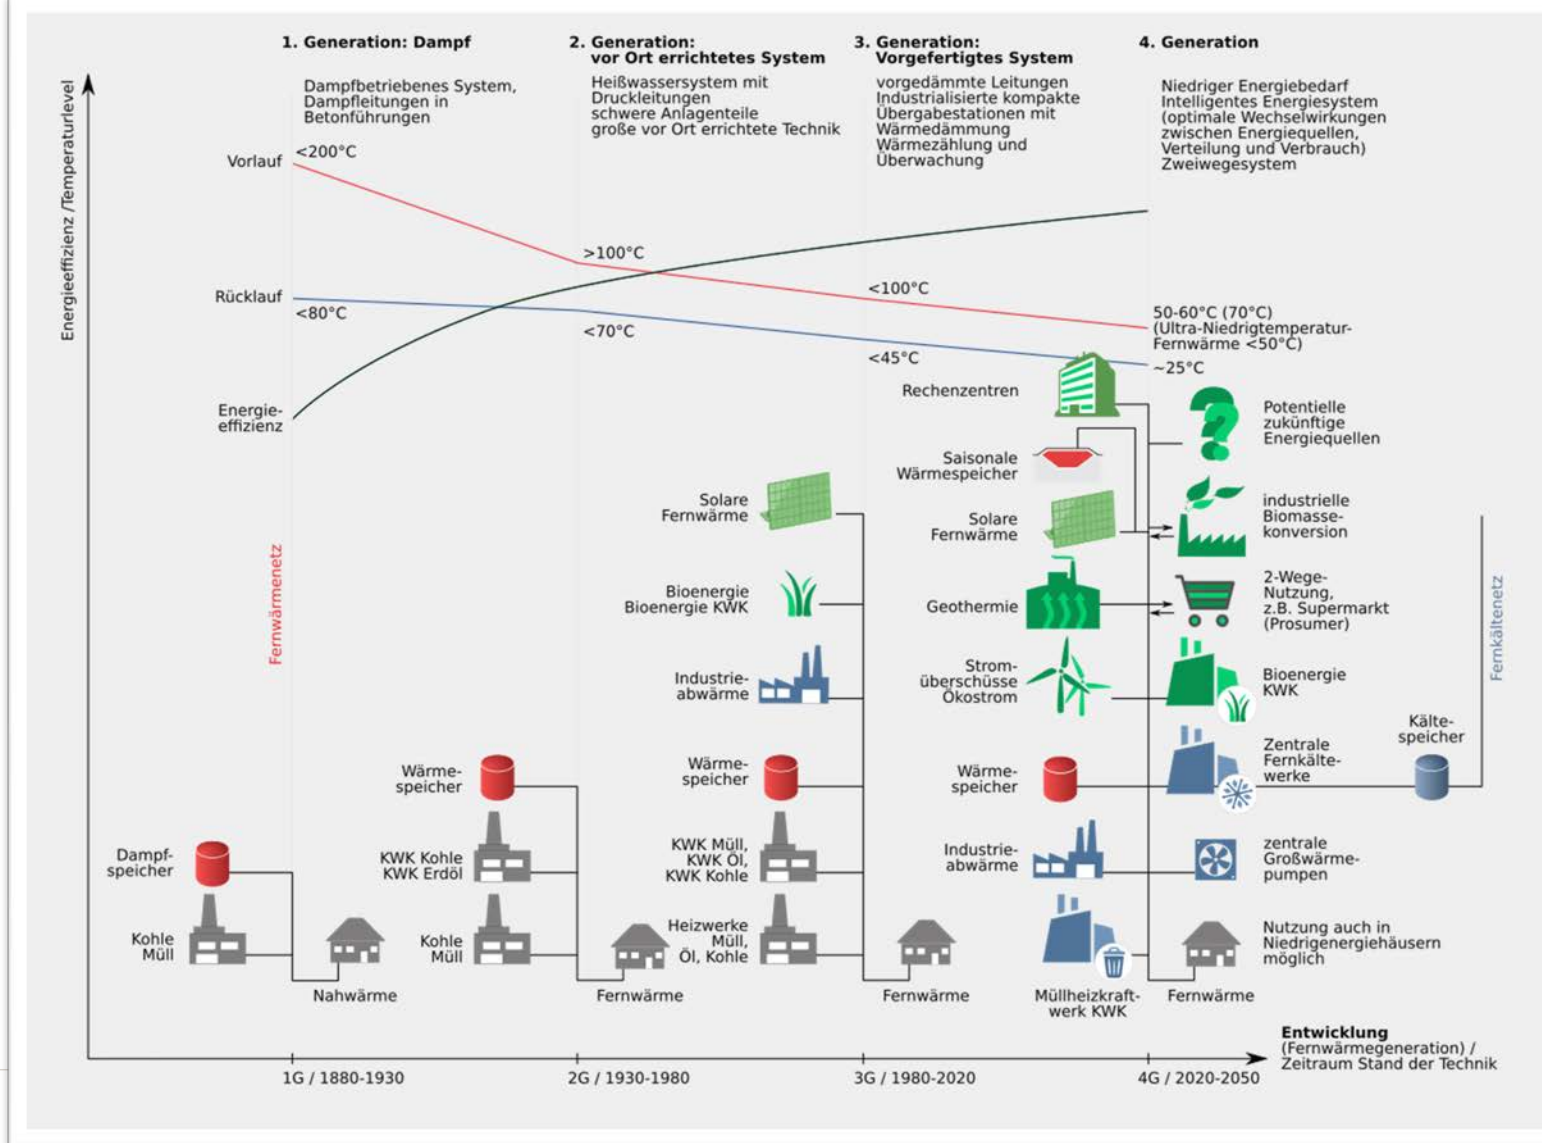 1. Generation: Dampf
Dampfbetriebenes System,
Dampfleitungen in
Betonführungen
2. Generation:
vor Ort errichtetes System
Heißwassersystem mit
Druckleitungen
schwere Anlagenteile
große vor Ort errichtete Technik
3. Generation:
Vorgefertigtes System
vorgedämmte Leitungen
Industrialisierte kompakte
Übergabestationen mit
Wärmedämmung
Wärmezählung und
Überwachung
4. Generation
Niedriger Energiebedarf
Intelligentes Energiesystem
(optimale Wechselwirkungen
zwischen Energiequellen,
Verteilung und Verbrauch)
Zweiwegesystem
Energieeffizienz /Temperaturlevel
Vorlauf
<200°C
>100°C
<100°C
50-60°C (70°C)
(Ultra-Niedrigtemperatur-
Fernwärme <50°C)
Rücklauf
<80°C
<70°C
<45°C
~25°C
Energie-
effizienz
Fernwärmenetz
Dampf-
speicher
Kohle
Müll
Nahwärme
Wärme-
speicher
KWK Kohle
KWK Erdöl
Kohle
Müll
Fernwärme
Solare
Fernwärme
Bioenergie
Bioenergie KWK
Industrie-
abwärme
Wärme-
speicher
KWK Müll,
KWK Öl,
KWK Kohle
Heizwerke
Müll,
Öl, Kohle
Fernwärme
Rechenzentren
Saisonale
Wärmespeicher
Solare
Fernwärme
Geothermie
Strom-
überschüsse
Ökostrom
Wärme-
speicher
Industrie-
abwärme
Müllheizkraft-
werk KWK
Potentielle
zukünftige
Energiequellen
industrielle
Biomasse-
konversion
2-Wege-
Nutzung,
z.B. Supermarkt
(Prosumer)
Bioenergie
KWK
Zentrale
Fernkälte-
werke
zentrale
Großwärme-
pumpen
Nutzung auch in
Niedrigenergiehäusern
möglich
Fernwärme
Kälte-
speicher
Fernkältenetz
Entwicklung
(Fernwärmegeneration) /
Zeitraum Stand der Technik
1G / 1880-1930
2G / 1930-1980
3G / 1980-2020
4G / 2020-2050